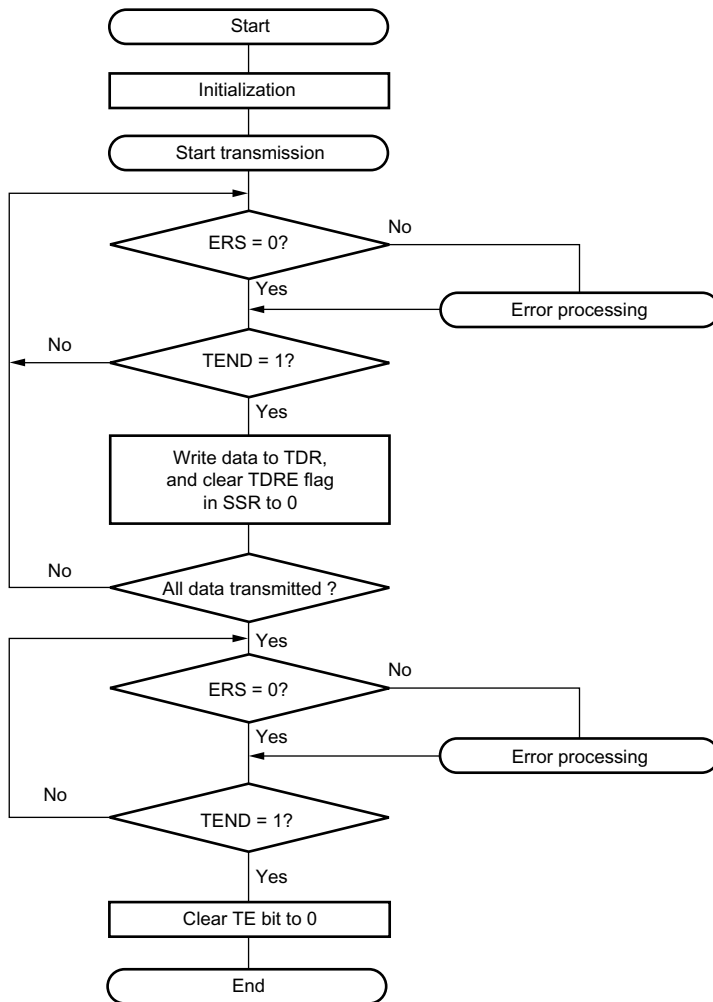 Start
Initialization
Start transmission
ERS = 0?
No
Yes
Error processing
No
TEND = 1?
Yes
Write data to TDR,
and clear TDRE flag
in SSR to 0
No
All data transmitted ?
Yes
ERS = 0?
No
Yes
Error processing
No
TEND = 1?
Yes
Clear TE bit to 0
End